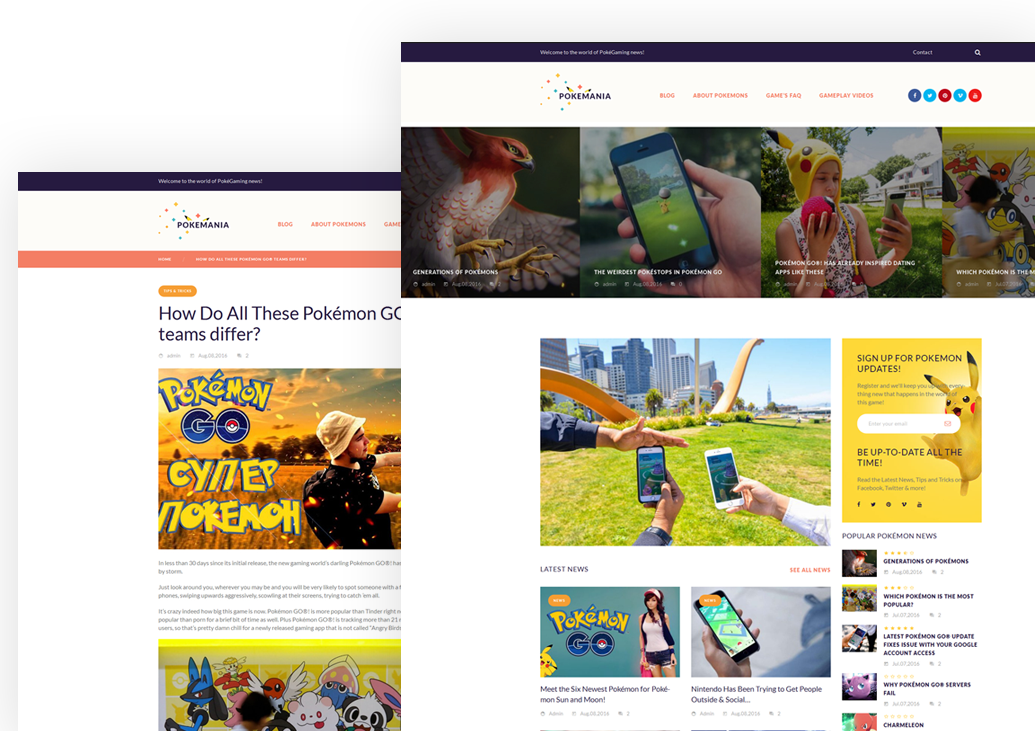 Welcome to the world of PokéGaming news!
Contact
POKEMANIA
BLOG
ABOUT POKEMONS
GAME'S FAQ
GAMEPLAY VIDEOS
GENERATIONS OF POKÉMONS
admin
Aug.08,2016
2
THE WEIRDEST POKÉSTOPS IN POKÉMON GO
admin
Aug.08,2016
0
POKÉMON GO®! HAS ALREADY INSPIRED DATING
APPS LIKE THESE
admin
Aug.08,2016
WHICH POKÉMON IS THE M
admin
Jul.07,2016
SIGN UP FOR POKEMON
UPDATES!
Register and we'll keep you up with every-
thing new that happens in the world of
this game!
Enter your email
BE UP-TO-DATE ALL THE
TIME!
Read the Latest News, Tips and Tricks on
Facebook, Twitter & more!
POPULAR POKÉMON NEWS
GENERATIONS OF POKÉMONS
Aug.08,2016
2
WHICH POKÉMON IS THE MOST
POPULAR?
Jul.07,2016
2
LATEST POKÉMON GO® UPDATE
FIXES ISSUE WITH YOUR GOOGLE
ACCOUNT ACCESS
Jul.07,2016
2
WHY POKÉMON GO® SERVERS
FAIL
Jul.07,2016
2
CHARMELEON
LATEST NEWS
SEE ALL NEWS
NEWS
POKéMON
GO
Meet the Six Newest Pokémon for Poké-
mon Sun and Moon!
Admin
Aug.08,2016
2
NEWS
Nintendo Has Been Trying to Get People
Outside & Social...
Admin
Aug.08,2016
2
Welcome to the world of PokéGaming news!
POKEMANIA
BLOG
ABOUT POKEMONS
GAME
HOME
HOW DO ALL THESE POKÉMON GO® TEAMS DIFFER?
TIPS & TRICKS
How Do All These Pokémon GO
teams differ?
admin
Aug.08,2016
2
POKéMON
GO
СУПЕР
ПОКЕМОН
In less than 30 days since its initial release, the new gaming world's darling Pokémon GO®! has
by storm.
Just look around you, wherever you may be and you will be very likely to spot someone with a f
phones, swiping upwards aggressively, scowling at their screens, trying to catch 'em all.
It's crazy indeed how big this game is now. Pokémon GO®! is more popular than Tinder right n
popular than porn for a brief bit of time as well. Plus Pokémon GO®! is tracking more than 21 m
users, so that's pretty damn chill for a newly released gaming app that is not called "Angry Birds